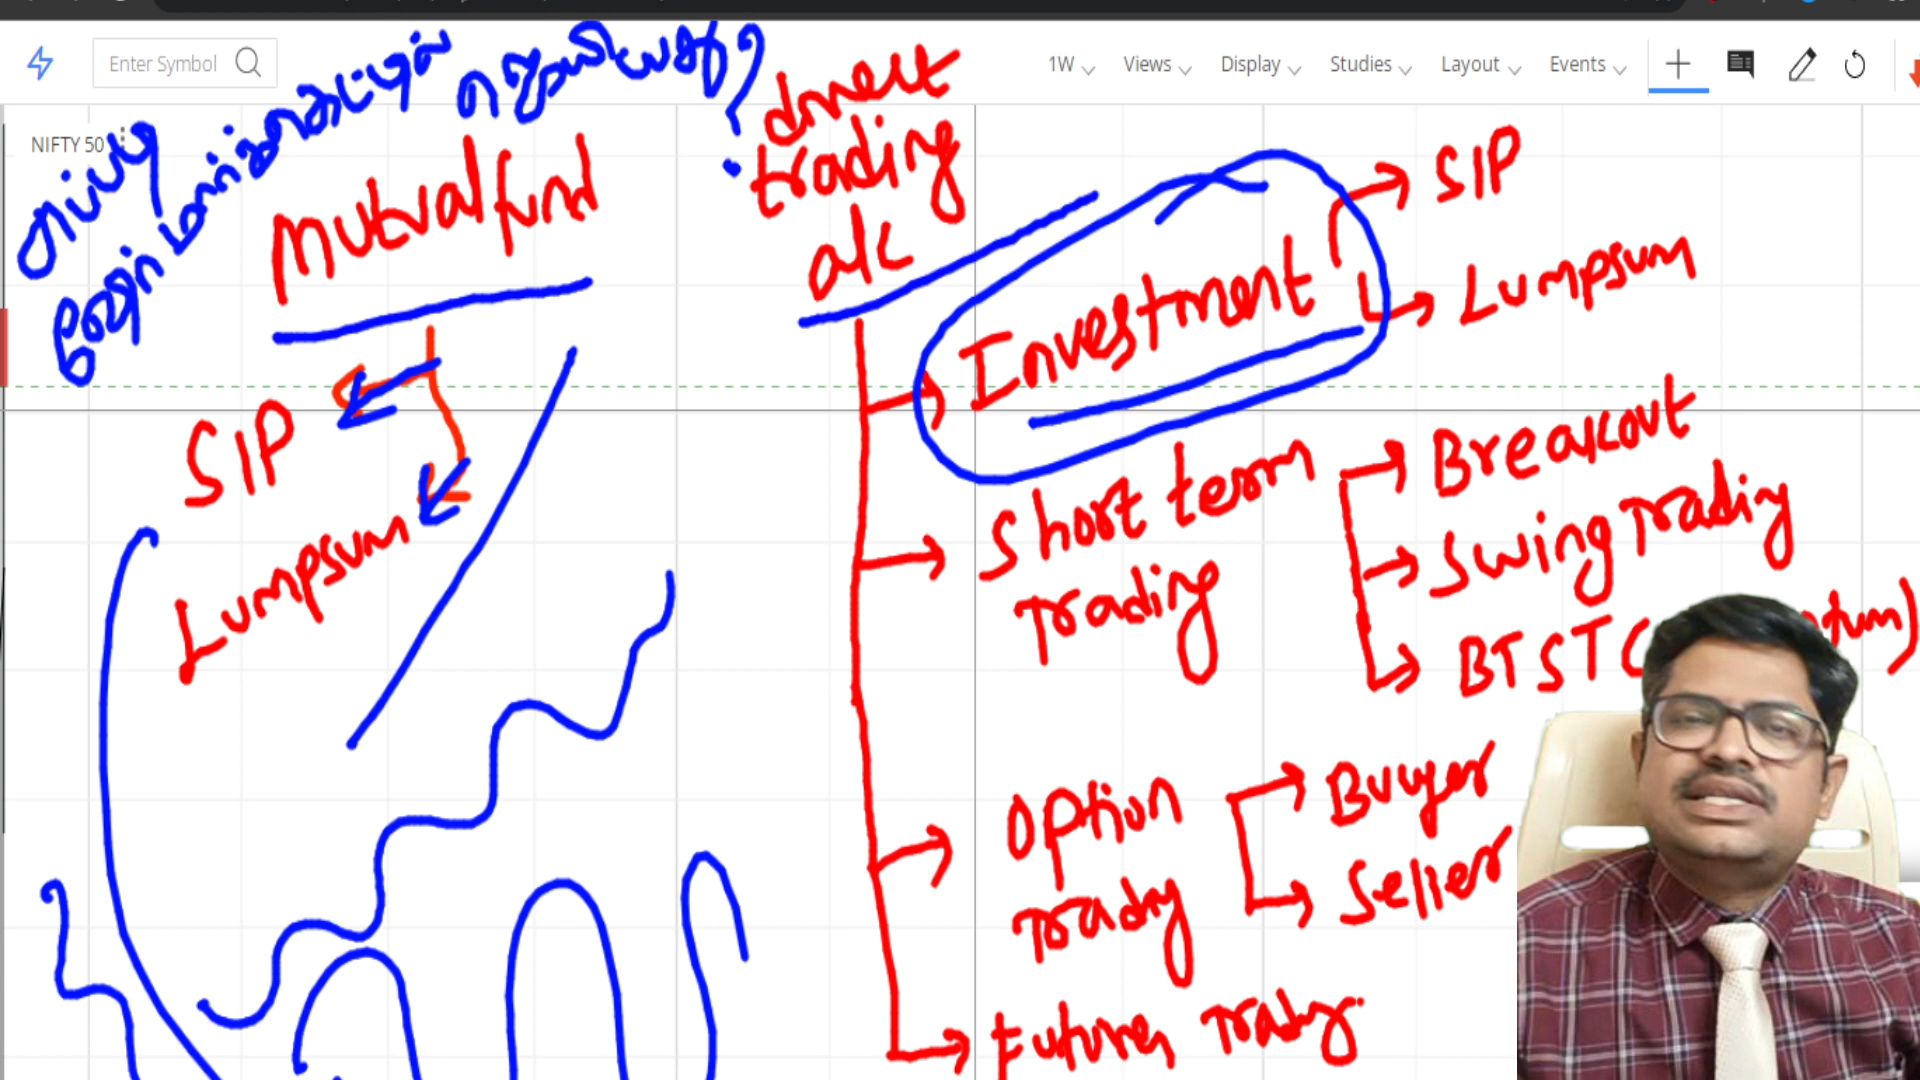 Enter Symbol
1W
Views
Display
Studies
Layout
Events
NIFTY 50
Mutual fund
SIP
Lumpsum
direct
trading
a/c
Investment
SIP
Lumpsum
Short term
Trading
Breakout
Swing Trading
BTST
Option
Trading
Buyer
Seller
Future Trading